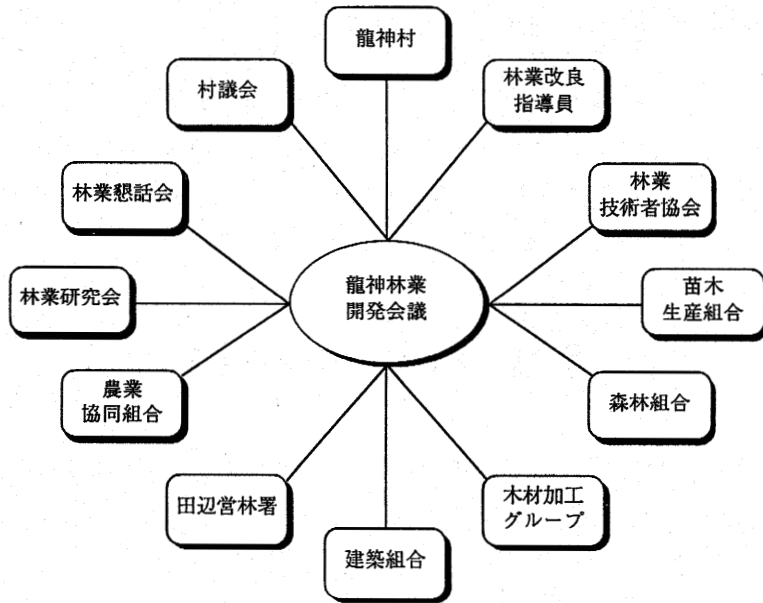 龍神村
村議会
林業改良
指導員
林業懇話会
林業
技術者協会
龍神林業
開発会議
林業研究会
苗木
生産組合
農業
協同組合
森林組合
田辺営林署
木材加工
グループ
建築組合